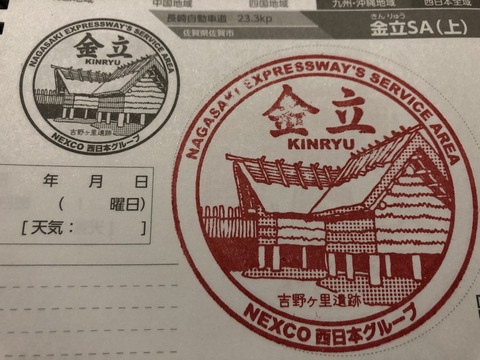 中国地域
四国地域
九州・沖縄地域
西日本全域
長崎自動車道 23.3kp
佐賀県佐賀市
きんりゅう
金立SA(上)
NAGASAKI EXPRESSWAY'S SERVICE AREA
金立
KINRYU
吉野ヶ里遺跡
NEXCO 西日本グループ
年 月 日
( 曜日)
[天気: ]
NAGASAKI EXPRESSWAY'S SERVICE AREA
金立
KINRYU
吉野ヶ里遺跡
NEXCO 西日本グループ